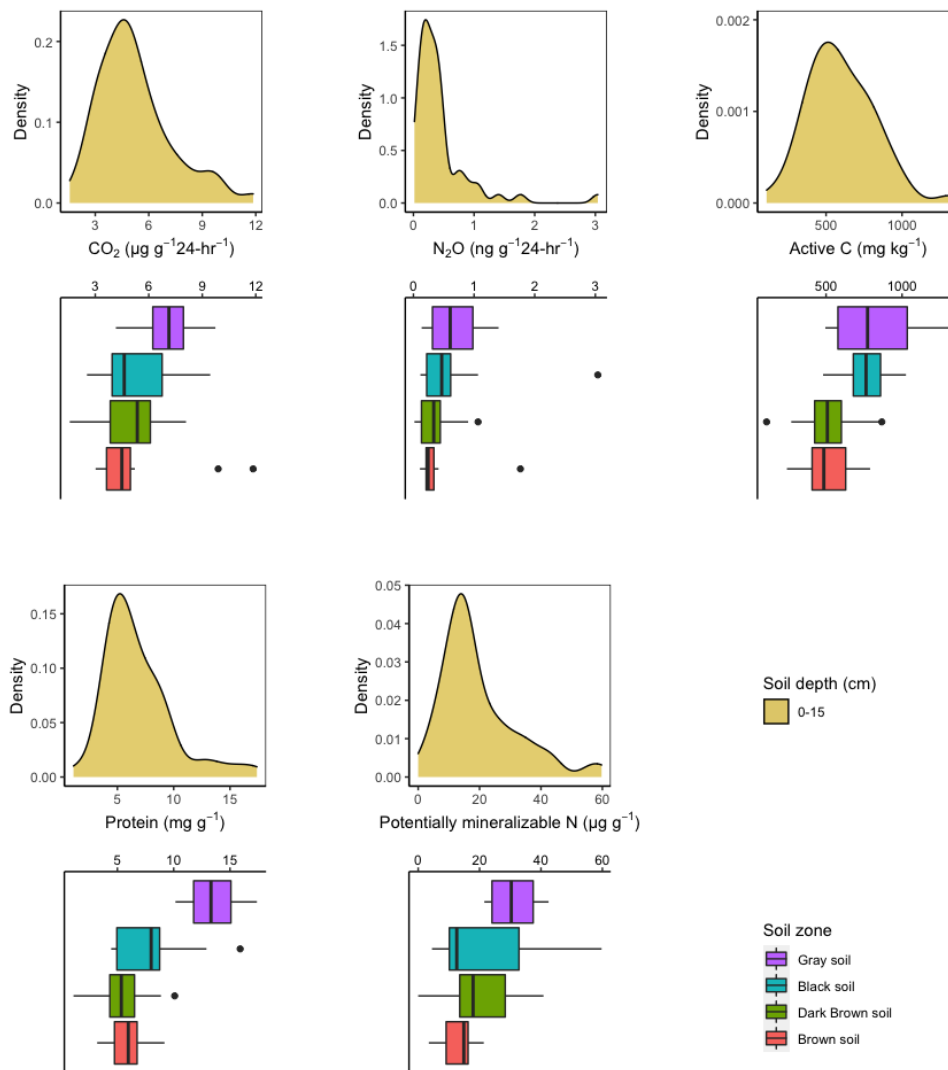 Density
0.2
0.1
0.0
3 6 9 12
CO₂ (µg g⁻¹24-hr⁻¹)
Density
1.5
1.0
0.5
0.0
0 1 2 3
N₂O (ng g⁻¹24-hr⁻¹)
Density
0.002
0.001
0.000
500 1000
Active C (mg kg⁻¹)
3 6 9 12
0 1 2 3
500 1000
Density
0.15
0.10
0.05
0.00
5 10 15
Protein (mg g⁻¹)
Density
0.05
0.04
0.03
0.02
0.01
0.00
0 20 40 60
Potentially mineralizable N (µg g⁻¹)
Soil depth (cm)
0-15
5 10 15
0 20 40 60
Soil zone
Gray soil
Black soil
Dark Brown soil
Brown soil